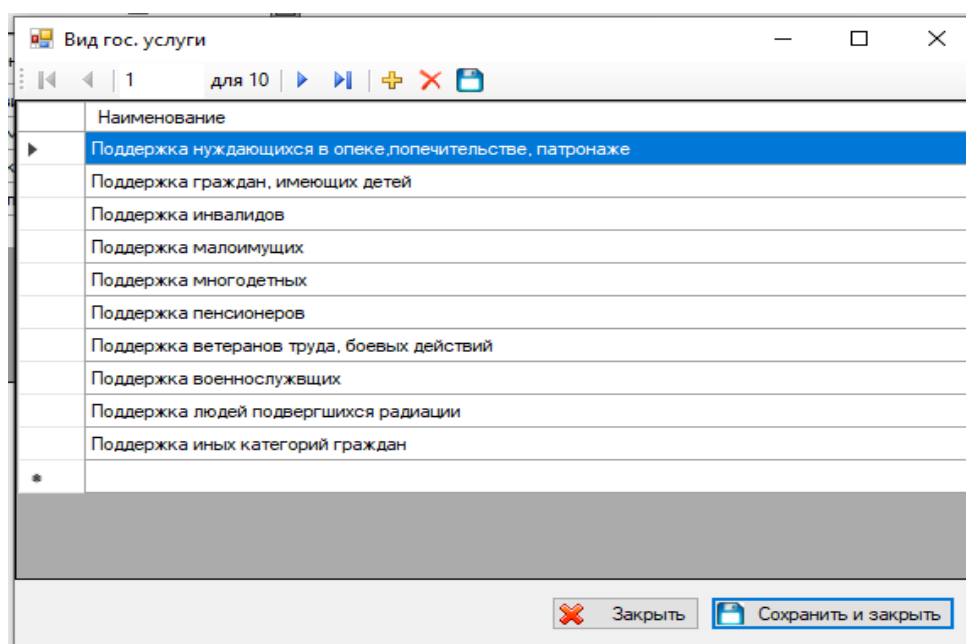 Вид гос. услуги
1 для 10
Наименование
Поддержка нуждающихся в опеке,попечительстве, патронаже
Поддержка граждан, имеющих детей
Поддержка инвалидов
Поддержка малоимущих
Поддержка многодетных
Поддержка пенсионеров
Поддержка ветеранов труда, боевых действий
Поддержка военнослужвщих
Поддержка людей подвергшихся радиации
Поддержка иных категорий граждан
Закрыть Сохранить и закрыть